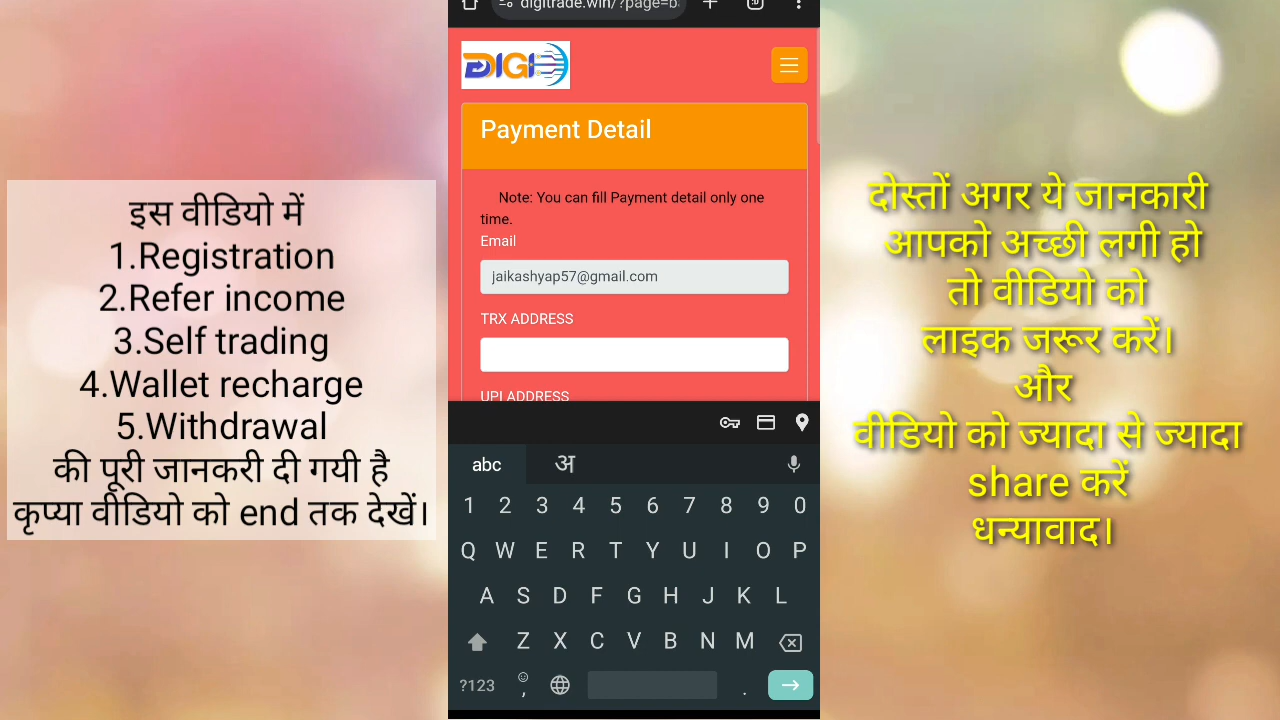 इस वीडियो में
1.Registration
2.Refer income
3.Self trading
4.Wallet recharge
5.Withdrawal
की पूरी जानकरी दी गयी है
कृप्या वीडियो को end तक देखें।
digitrade.win/?page=b
DIGI
Payment Detail
Note: You can fill Payment detail only one
time.
Email
jaikashyap57@gmail.com
TRX ADDRESS
UPI ADDRESS
abc अ
1 2 3 4 5 6 7 8 9 0
Q W E R T Y U I O P
A S D F G H J K L
Z X C V B N M
?123 , .
दोस्तों अगर ये जानकारी
आपको अच्छी लगी हो
तो वीडियो को
लाइक जरूर करें।
और
वीडियो को ज्यादा से ज्यादा
share करें
धन्यावाद।